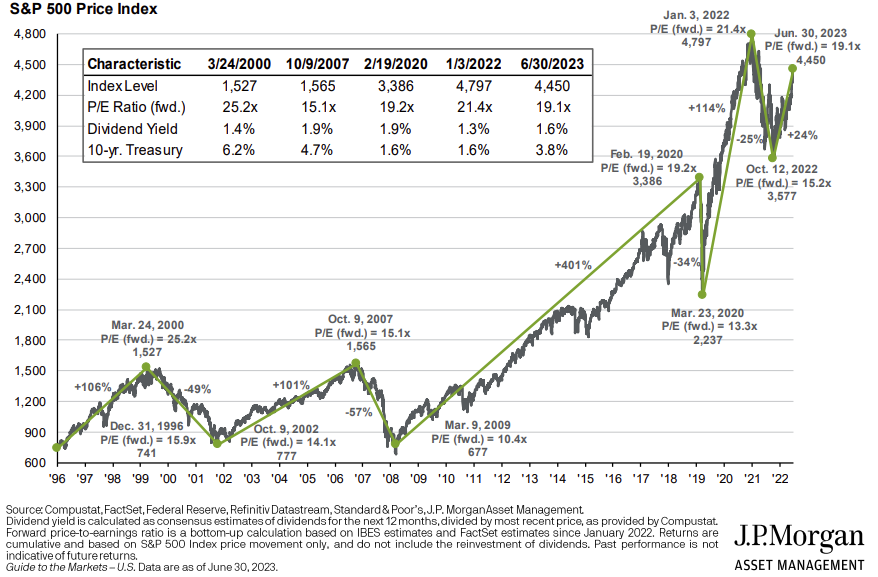 S&P 500 Price Index
Characteristic 3/24/2000 10/9/2007 2/19/2020 1/3/2022 6/30/2023
Index Level 1,527 1,565 3,386 4,797 4,450
P/E Ratio (fwd.) 25.2x 15.1x 19.2x 21.4x 19.1x
Dividend Yield 1.4% 1.9% 1.9% 1.3% 1.6%
10-yr. Treasury 6.2% 4.7% 1.6% 1.6% 3.8%
4,800
4,500
4,200
3,900
3,600
3,300
3,000
2,700
2,400
2,100
1,800
1,500
1,200
900
600
Dec. 31, 1996
P/E (fwd.) = 15.9x
741
+106%
Mar. 24, 2000
P/E (fwd.) = 25.2x
1,527
-49%
Oct. 9, 2002
P/E (fwd.) = 14.1x
777
+101%
Oct. 9, 2007
P/E (fwd.) = 15.1x
1,565
-57%
Mar. 9, 2009
P/E (fwd.) = 10.4x
677
+401%
Feb. 19, 2020
P/E (fwd.) = 19.2x
3,386
-34%
Mar. 23, 2020
P/E (fwd.) = 13.3x
2,237
+114%
Jan. 3, 2022
P/E (fwd.) = 21.4x
4,797
-25%
Oct. 12, 2022
P/E (fwd.) = 15.2x
3,577
+24%
Jun. 30, 2023
P/E (fwd.) = 19.1x
4,450
'96 '97 '98 '99 '00 '01 '02 '03 '04 '05 '06 '07 '08 '09 '10 '11 '12 '13 '14 '15 '16 '17 '18 '19 '20 '21 '22
Source: Compustat, FactSet, Federal Reserve, Refinitiv Datastream, Standard & Poor's, J.P. Morgan Asset Management.
Dividend yield is calculated as consensus estimates of dividends for the next 12 months, divided by most recent price, as provided by Compustat.
Forward price-to-earnings ratio is a bottom-up calculation based on IBES estimates and FactSet estimates since January 2022. Returns are
cumulative and based on S&P 500 Index price movement only, and do not include the reinvestment of dividends. Past performance is not
indicative of future returns.
Guide to the Markets – U.S. Data are as of June 30, 2023.
J.P.Morgan
ASSET MANAGEMENT